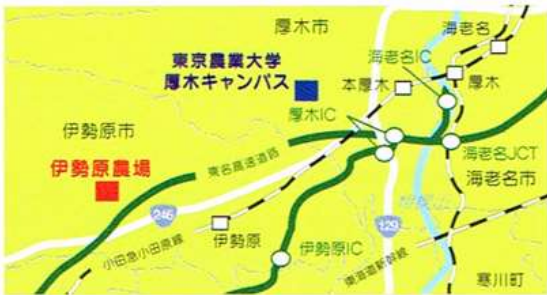 厚木市
海老名
海老名IC
東京農業大学
厚木キャンパス
本厚木
厚木
厚木IC
伊勢原市
伊勢原農場
東名高速道路
海老名JCT
海老名市
246
伊勢原
129
小田急小田原線
伊勢原IC
東海道新幹線
寒川町